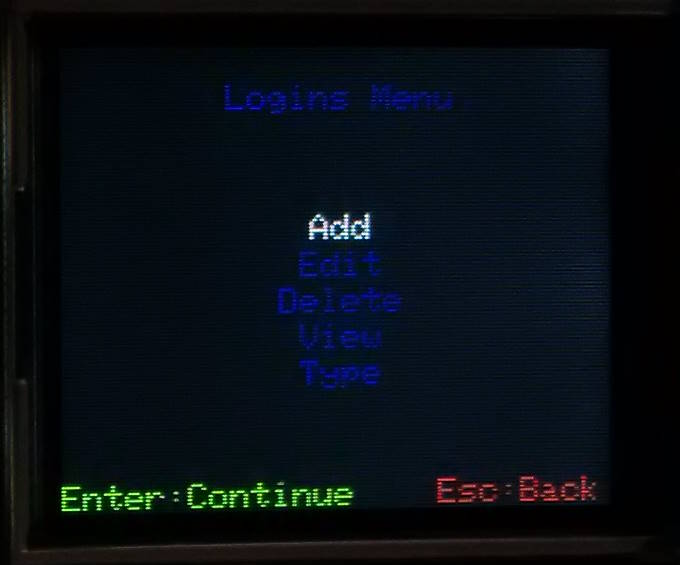 Logins Menu
Add
Edit
Delete
View
Type
Enter:Continue Esc:Back